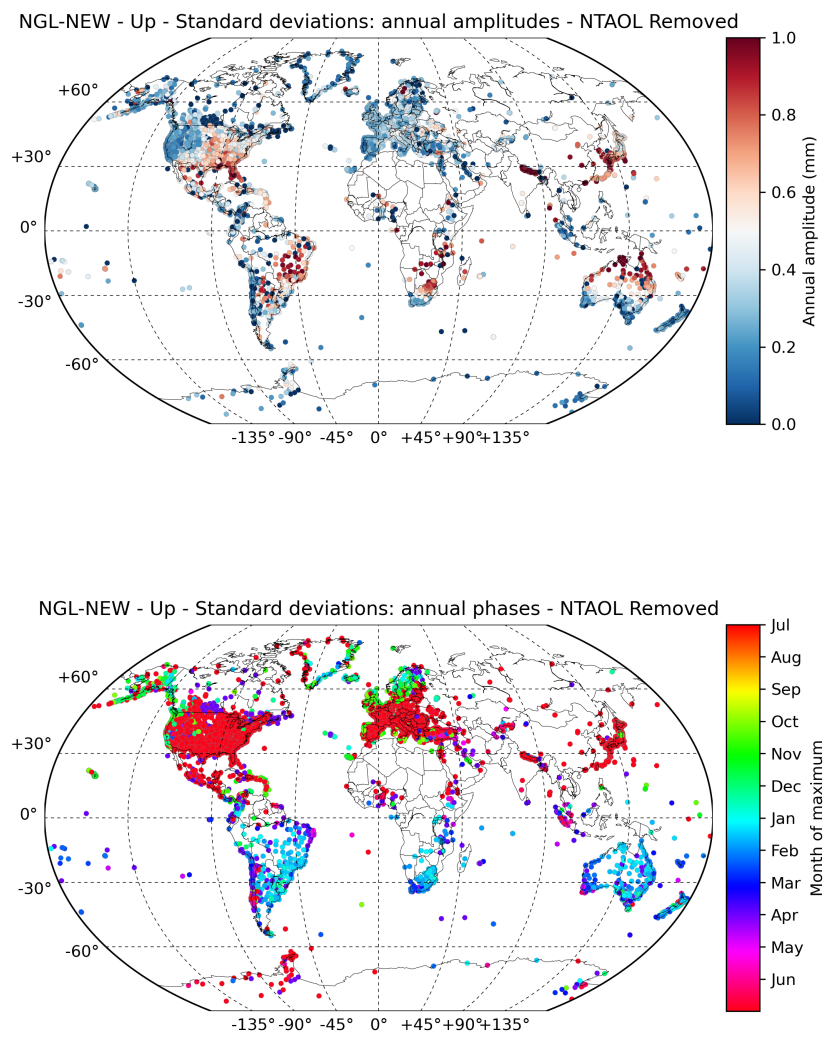 NGL-NEW - Up - Standard deviations: annual amplitudes - NTAOL Removed
+60°
+30°
0°
-30°
-60°
-135° -90° -45° 0° +45° +90° +135°
1.0
0.8
0.6
0.4
0.2
0.0
Annual amplitude (mm)
NGL-NEW - Up - Standard deviations: annual phases - NTAOL Removed
+60°
+30°
0°
-30°
-60°
-135° -90° -45° 0° +45° +90° +135°
Jul
Aug
Sep
Oct
Nov
Dec
Jan
Feb
Mar
Apr
May
Jun
Month of maximum